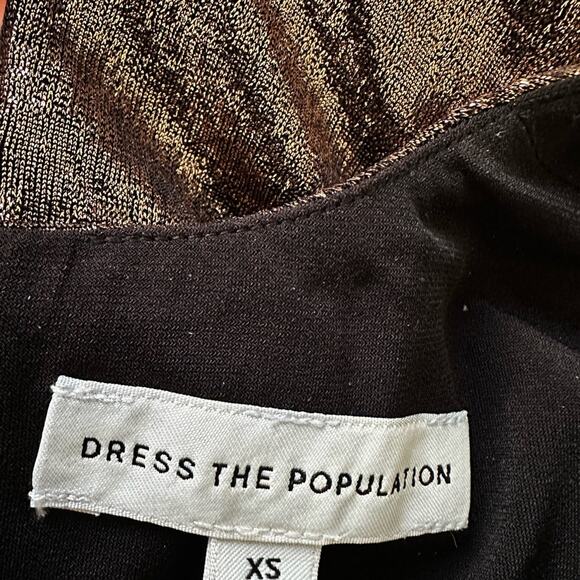 DRESS THE POPULATION
XS